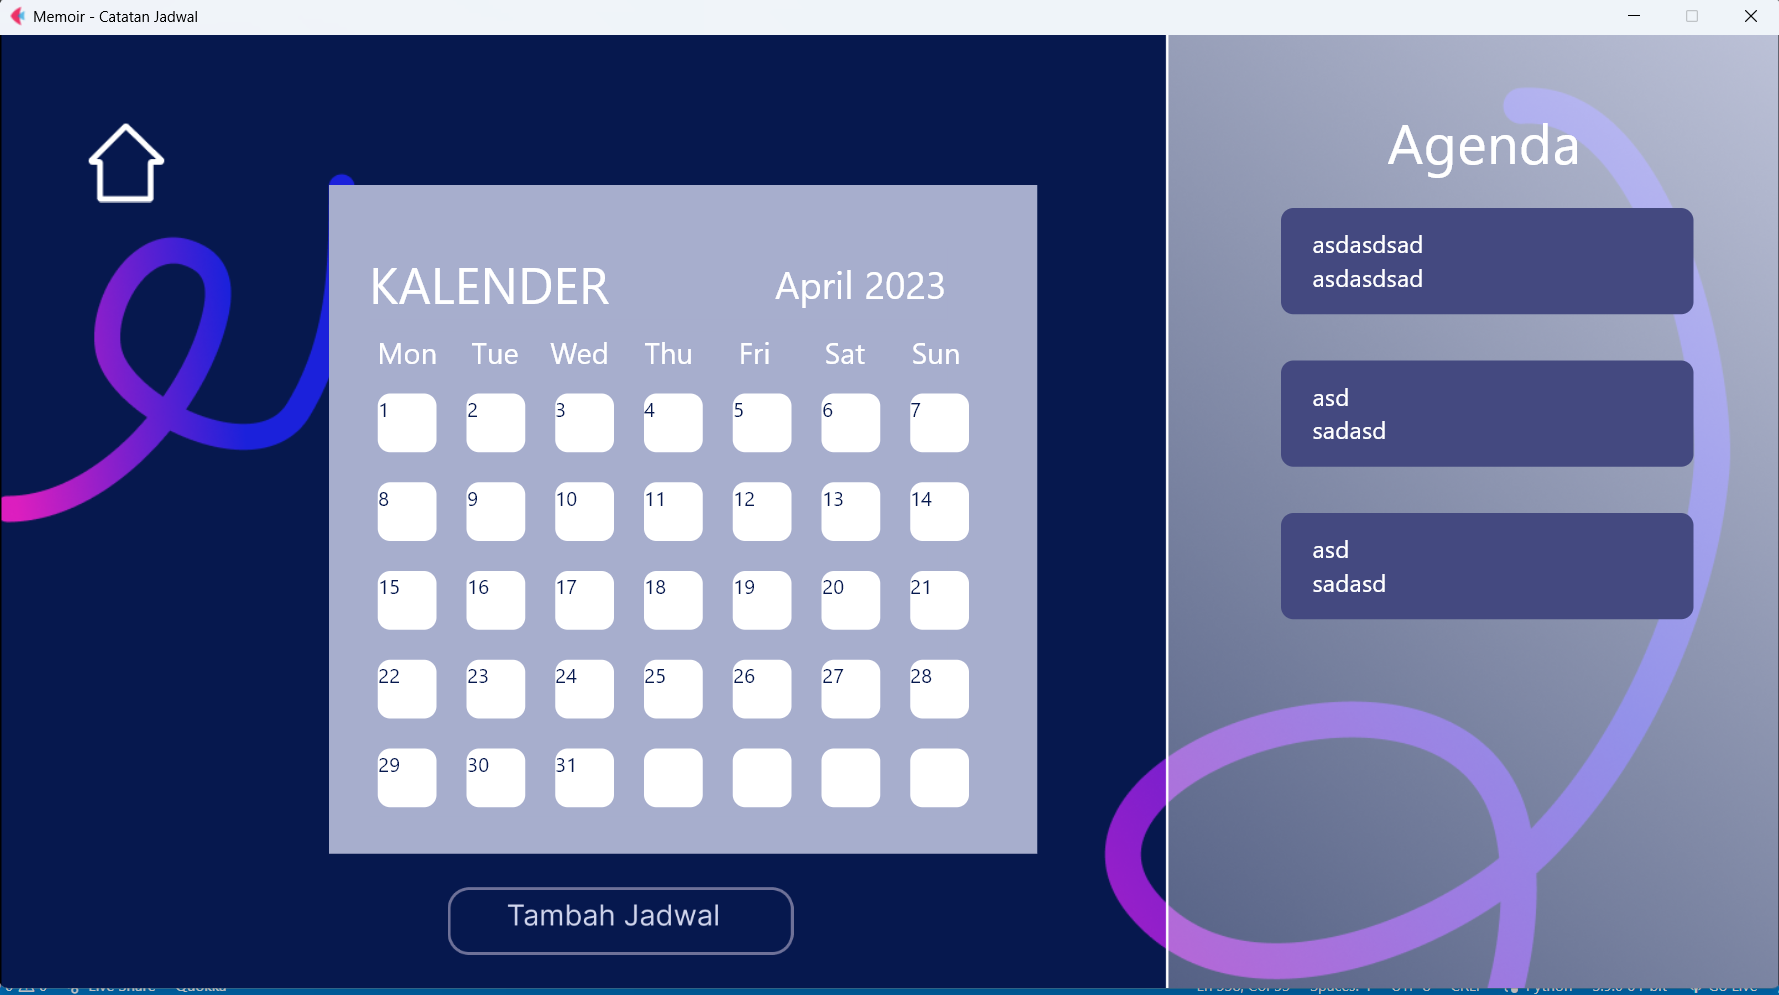 Memoir - Catatan Jadwal
KALENDER April 2023
Mon Tue Wed Thu Fri Sat Sun
1 2 3 4 5 6 7
8 9 10 11 12 13 14
15 16 17 18 19 20 21
22 23 24 25 26 27 28
29 30 31
Tambah Jadwal
Agenda
asdasdsad
asdasdsad
asd
sadasd
asd
sadasd